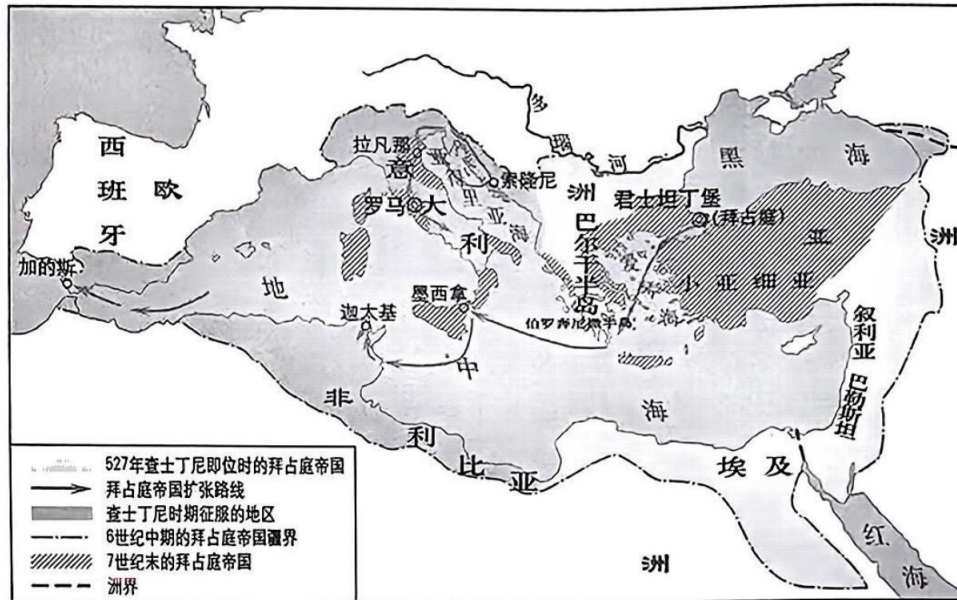 多瑙河
黑海
西班牙
欧洲
拉凡那
意大利
亚得里亚海
索隆尼
罗马
君士坦丁堡
(拜占庭)
巴尔干半岛
爱琴海
小亚细亚
亚洲
加的斯
地中海
迦太基
墨西拿
伯罗奔尼撒半岛
叙利亚
巴勒斯坦
非洲
利比亚
埃及
红海
527年查士丁尼即位时的拜占庭帝国
拜占庭帝国扩张路线
查士丁尼时期征服的地区
6世纪中期的拜占庭帝国疆界
7世纪末的拜占庭帝国
洲界